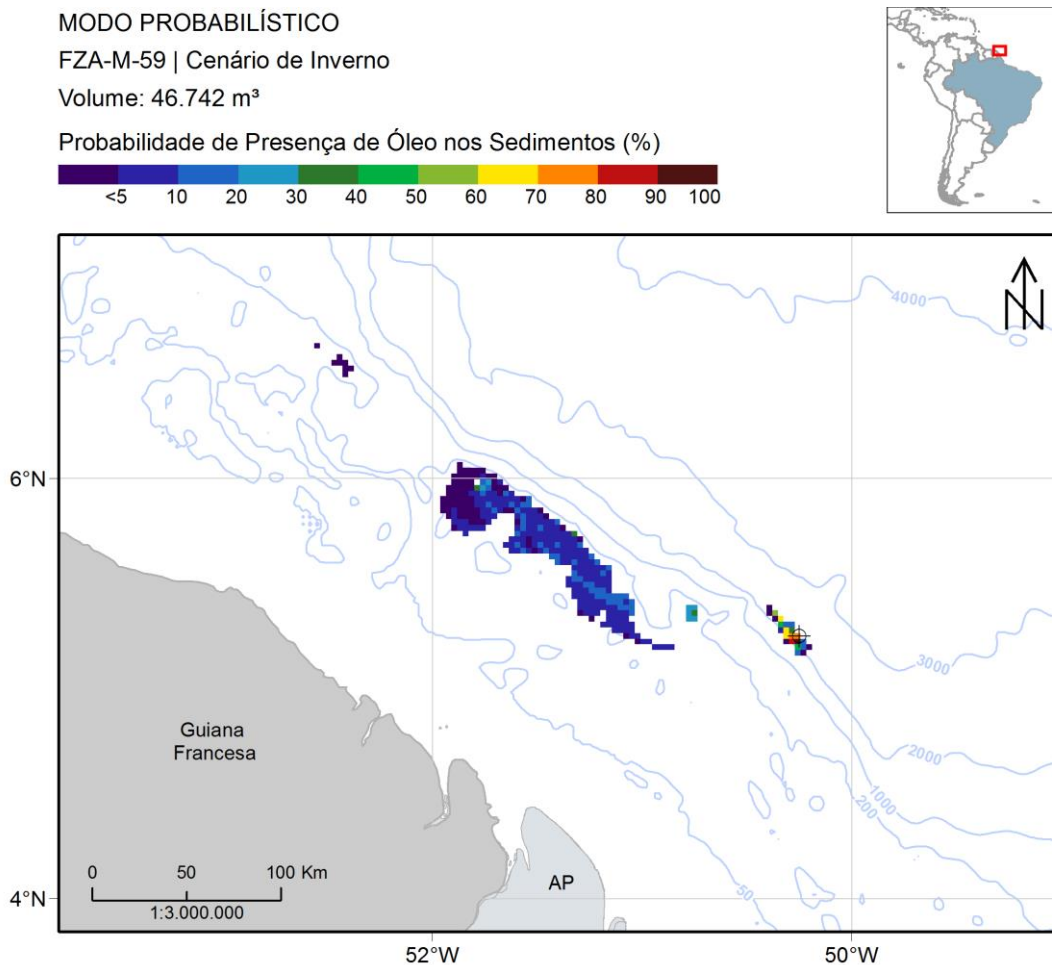 MODO PROBABILÍSTICO
FZA-M-59 | Cenário de Inverno
Volume: 46.742 m³
Probabilidade de Presença de Óleo nos Sedimentos (%)
<5 10 20 30 40 50 60 70 80 90 100
4000
N
6°N
3000
Guiana
Francesa
2000
1000
200
0 50 100 Km
1:3.000.000
AP
50
4°N
52°W 50°W